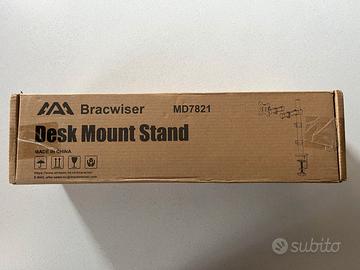 Bracwiser MD7821
Desk Mount Stand
MADE IN CHINA
subito